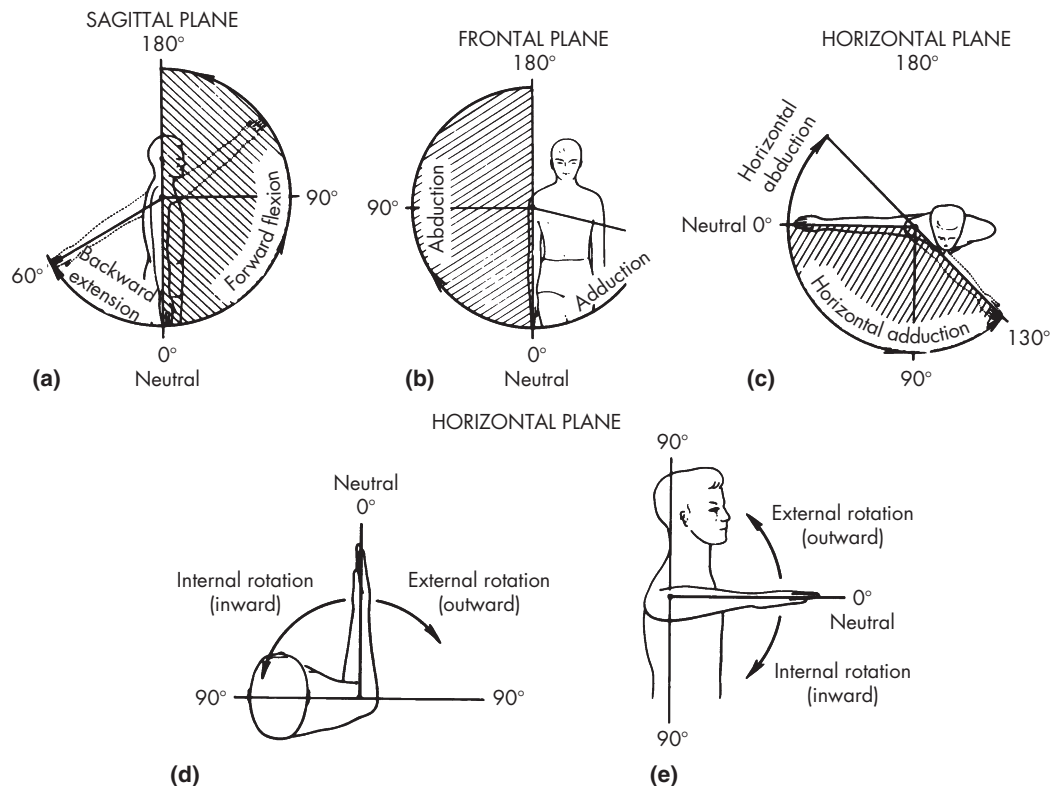 SAGITTAL PLANE
180°
90°
Forward flexion
60°
Backward
extension
0°
Neutral
(a)
FRONTAL PLANE
180°
90°
Abduction
Adduction
0°
Neutral
(b)
HORIZONTAL PLANE
180°
Horizontal
abduction
Neutral 0°
Horizontal adduction
130°
90°
(c)
HORIZONTAL PLANE
Neutral
0°
Internal rotation
(inward)
External rotation
(outward)
90°
90°
(d)
90°
External rotation
(outward)
0°
Neutral
Internal rotation
(inward)
90°
(e)